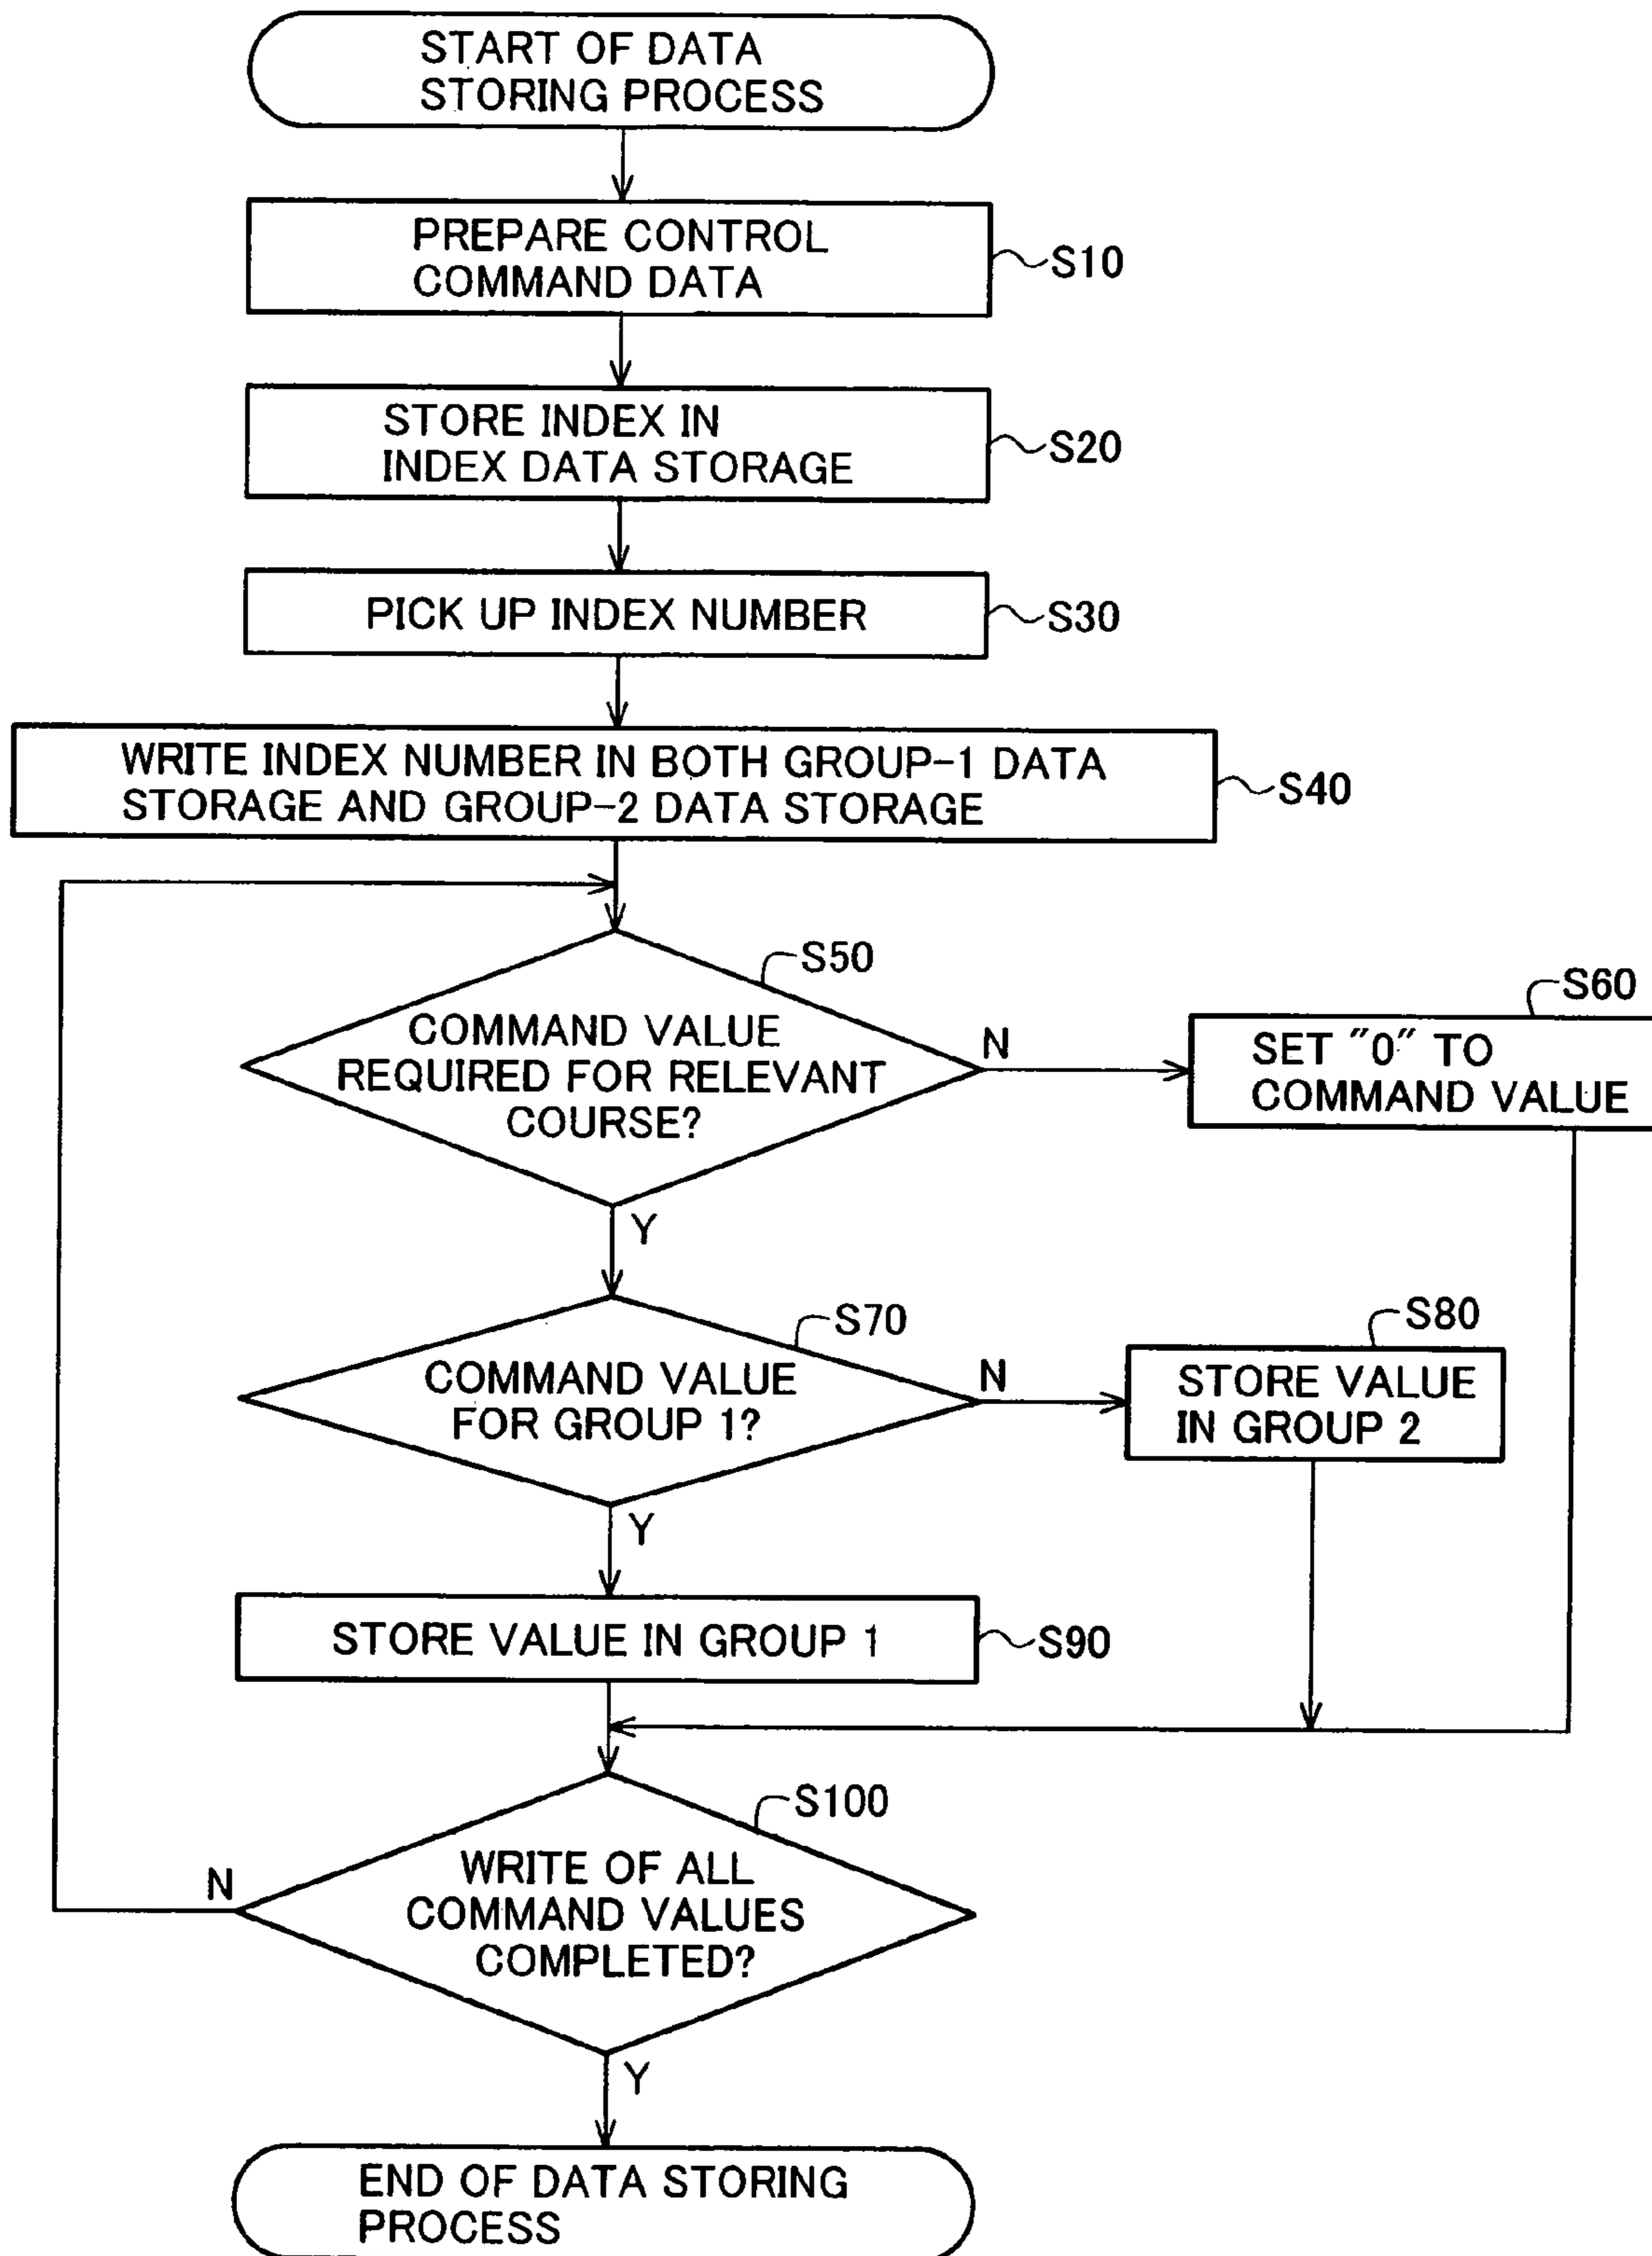 START OF DATA
STORING PROCESS
PREPARE CONTROL
COMMAND DATA
S10
STORE INDEX IN
INDEX DATA STORAGE
S20
PICK UP INDEX NUMBER
S30
WRITE INDEX NUMBER IN BOTH GROUP-1 DATA
STORAGE AND GROUP-2 DATA STORAGE
S40
S50
COMMAND VALUE
REQUIRED FOR RELEVANT
COURSE?
N
S60
SET "0" TO
COMMAND VALUE
Y
S70
COMMAND VALUE
FOR GROUP 1?
N
S80
STORE VALUE
IN GROUP 2
Y
STORE VALUE IN GROUP 1
S90
S100
WRITE OF ALL
COMMAND VALUES
COMPLETED?
N
Y
END OF DATA STORING
PROCESS